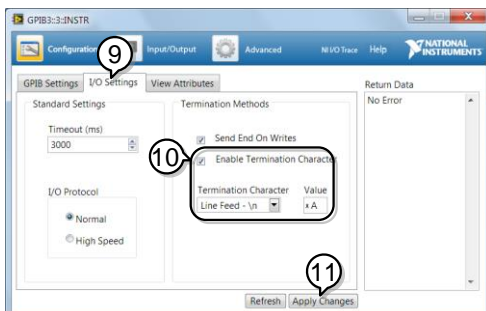 GPIB3::3::INSTR
Configuration
Input/Output
Advanced
NI I/O Trace
Help
NATIONAL
INSTRUMENTS
9
GPIB Settings
I/O Settings
View Attributes
Return Data
Standard Settings
Termination Methods
No Error
Timeout (ms)
3000
Send End On Writes
10
Enable Termination Character
Termination Character
Value
Line Feed - \n
x A
I/O Protocol
Normal
High Speed
11
Refresh
Apply Changes